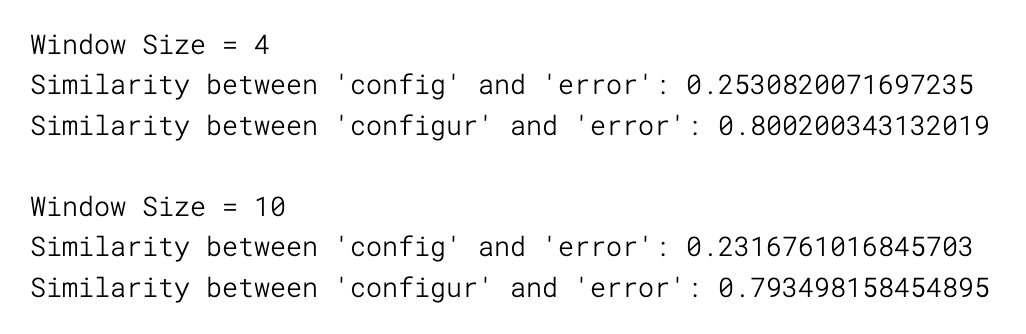 Window Size = 4
Similarity between 'config' and 'error': 0.2530820071697235
Similarity between 'configur' and 'error': 0.800200343132019
Window Size = 10
Similarity between 'config' and 'error': 0.2316761016845703
Similarity between 'configur' and 'error': 0.793498158454895